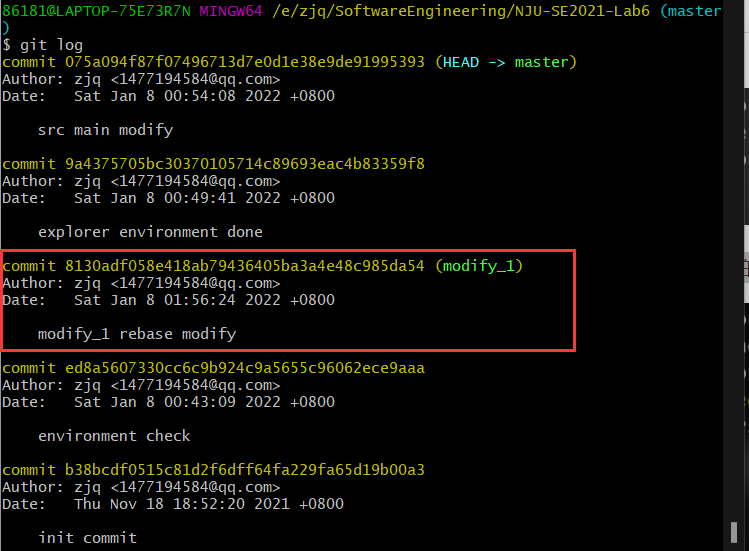 86181@LAPTOP-75E73R7N MINGW64 /e/zjq/SoftwareEngineering/NJU-SE2021-Lab6 (master
)
$ git log
commit 075a094f87f07496713d7e0d1e38e9de91995393 (HEAD -> master)
Author: zjq <1477194584@qq.com>
Date:   Sat Jan 8 00:54:08 2022 +0800

    src main modify

commit 9a4375705bc30370105714c89693eac4b83359f8
Author: zjq <1477194584@qq.com>
Date:   Sat Jan 8 00:49:41 2022 +0800

    explorer environment done

commit 8130adf058e418ab79436405ba3a4e48c985da54 (modify_1)
Author: zjq <1477194584@qq.com>
Date:   Sat Jan 8 01:56:24 2022 +0800

    modify_1 rebase modify

commit ed8a5607330cc6c9b924c9a5655c96062ece9aaa
Author: zjq <1477194584@qq.com>
Date:   Sat Jan 8 00:43:09 2022 +0800

    environment check

commit b38bcdf0515c81d2f6dff64fa229fa65d19b00a3
Author: zjq <1477194584@qq.com>
Date:   Thu Nov 18 18:52:20 2021 +0800

    init commit